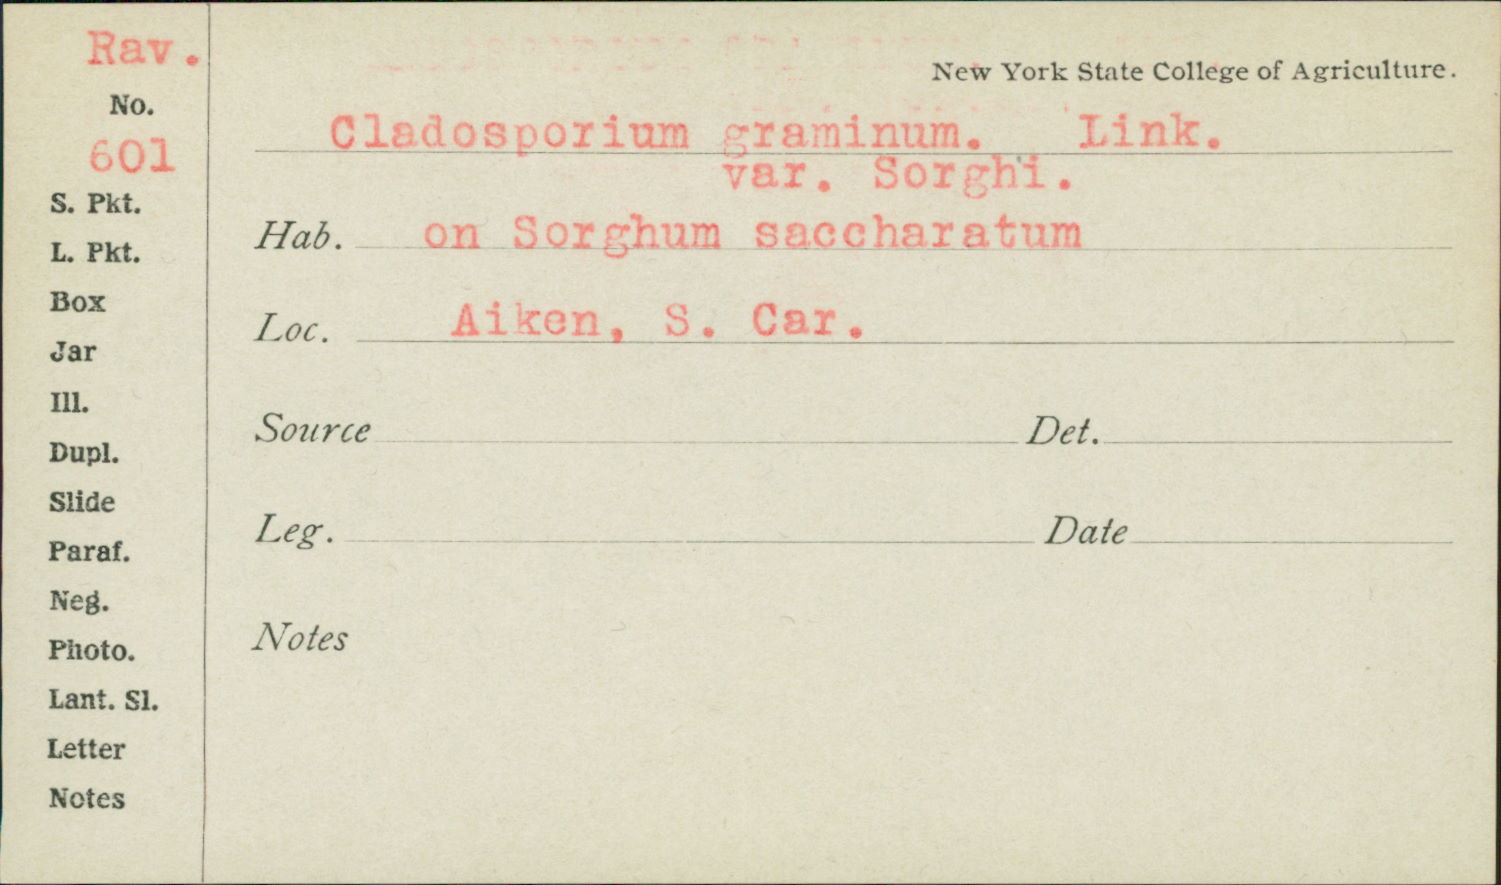 Rav.
No.
601
S. Pkt.
L. Pkt.
Box
Jar
Ill.
Dupl.
Slide
Paraf.
Neg.
Photo.
Lant. Sl.
Letter
Notes
New York State College of Agriculture.
Cladosporium graminum. Link.
var. Sorghi.
Hab. on Sorghum saccharatum
Loc. Aiken, S. Car.
Source Det.
Leg. Date
Notes